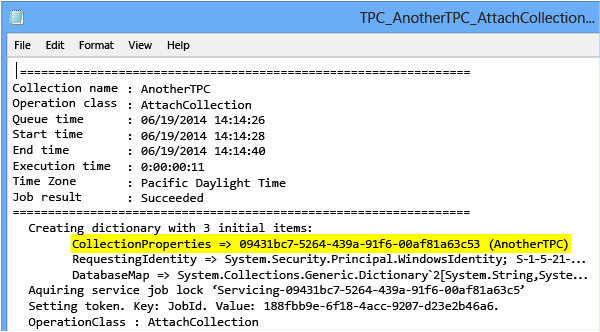 TPC_AnotherTPC_AttachCollection...
File Edit Format View Help
==========================================================
Collection name : AnotherTPC
Operation class : AttachCollection
Queue time : 06/19/2014 14:14:26
Start time : 06/19/2014 14:14:28
End time : 06/19/2014 14:14:40
Execution time : 0:00:00:11
Time Zone : Pacific Daylight Time
Job result : Succeeded
==========================================================
Creating dictionary with 3 initial items:
CollectionProperties => 09431bc7-5264-439a-91f6-00af81a63c53 (AnotherTPC)
RequestingIdentity => System.Security.Principal.WindowsIdentity; S-1-5-21-...
DatabaseMap => System.Collections.Generic.Dictionary`2[System.String,Syste...
Aquiring service job lock ‘Servicing-09431bc7-5264-439a-91f6-00af81a63c5’
Setting token. Key: JobId. Value: 188fbb9e-6f18-4acc-9207-d23e2b46a6.
OperationClass : AttachCollection